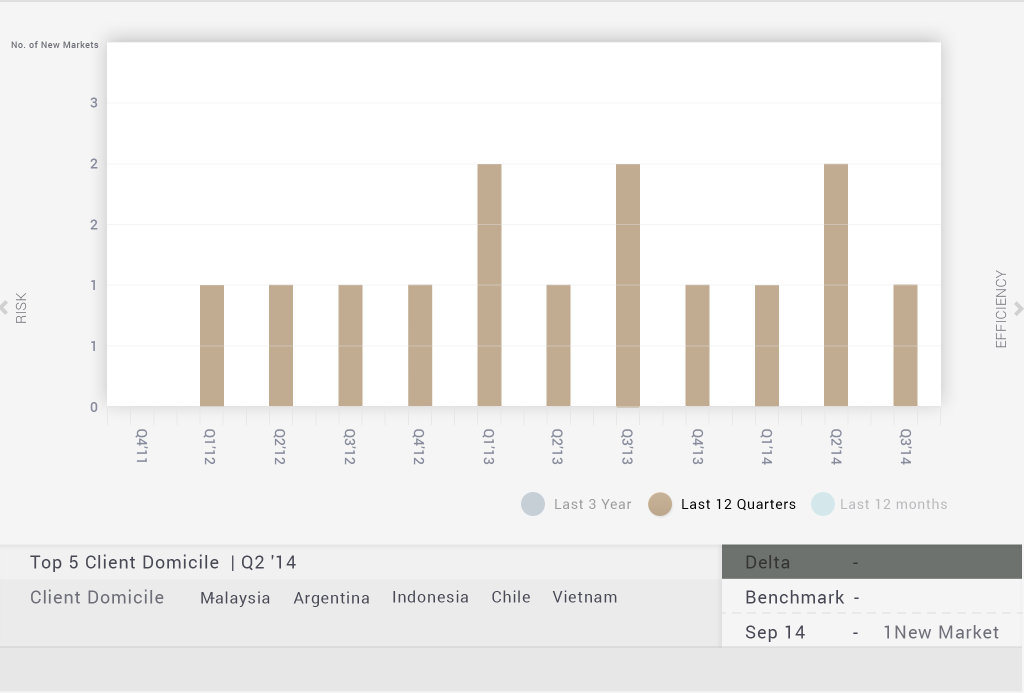 No. of New Markets
3
2
2
1
1
0
RISK
EFFICIENCY
Q4'11 Q1'12 Q2'12 Q3'12 Q4'12 Q1'13 Q2'13 Q3'13 Q4'13 Q1'14 Q2'14 Q3'14
Last 3 Year Last 12 Quarters Last 12 months
Top 5 Client Domicile | Q2 '14
Delta -
Client Domicile Malaysia Argentina Indonesia Chile Vietnam
Benchmark -
Sep 14 - 1New Market